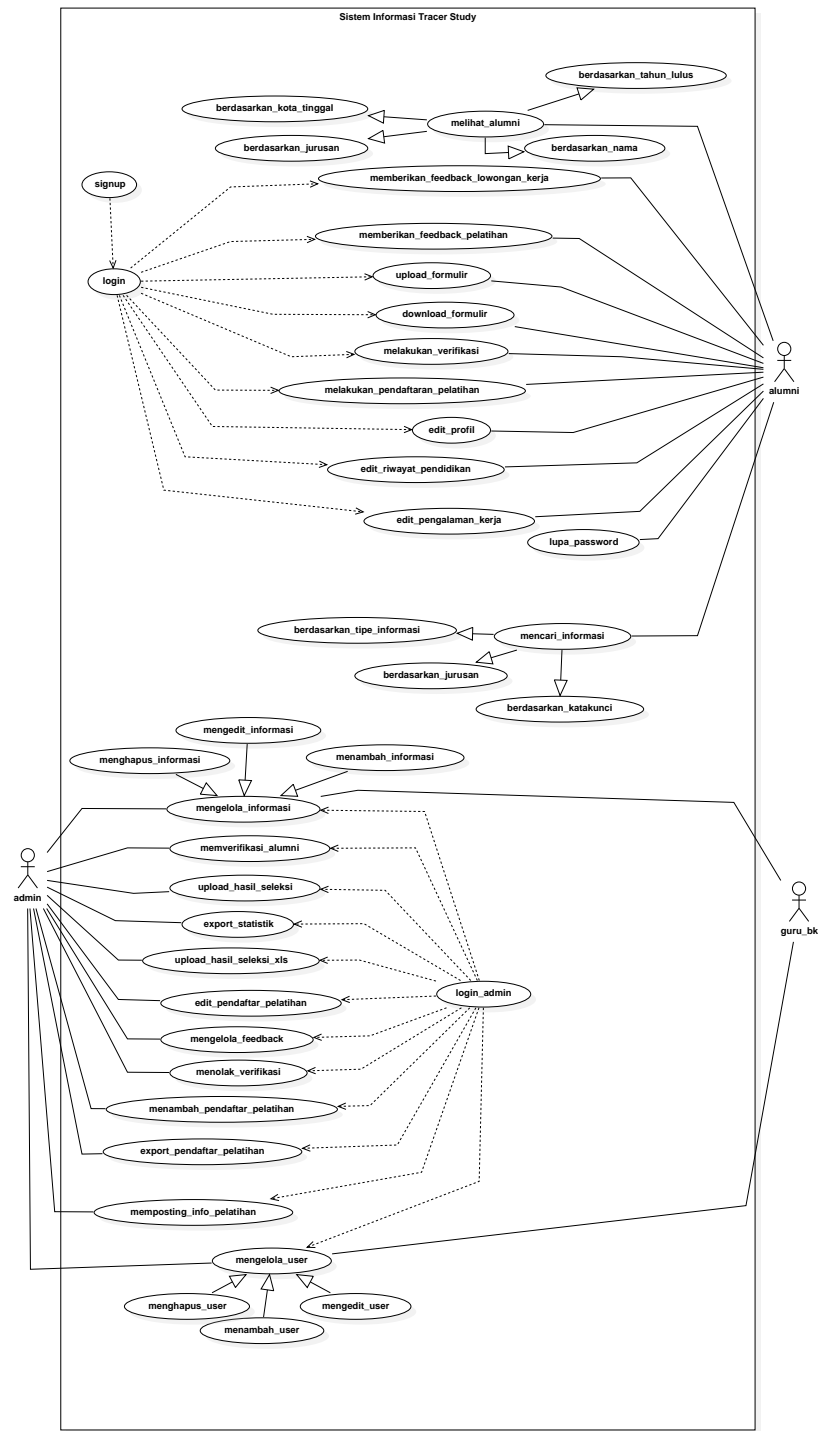 Sistem Informasi Tracer Study
berdasarkan_tahun_lulus
berdasarkan_kota_tinggal
melihat_alumni
berdasarkan_jurusan
berdasarkan_nama
signup
memberikan_feedback_lowongan_kerja
memberikan_feedback_pelatihan
login
upload_formulir
download_formulir
melakukan_verifikasi
melakukan_pendaftaran_pelatihan
alumni
edit_profil
edit_riwayat_pendidikan
edit_pengalaman_kerja
lupa_password
berdasarkan_tipe_informasi
mencari_informasi
berdasarkan_jurusan
berdasarkan_katakunci
mengedit_informasi
menghapus_informasi
menambah_informasi
mengelola_informasi
memverifikasi_alumni
upload_hasil_seleksi
admin
export_statistik
guru_bk
upload_hasil_seleksi_xls
login_admin
edit_pendaftar_pelatihan
mengelola_feedback
menolak_verifikasi
menambah_pendaftar_pelatihan
export_pendaftar_pelatihan
memposting_info_pelatihan
mengelola_user
menghapus_user
mengedit_user
menambah_user